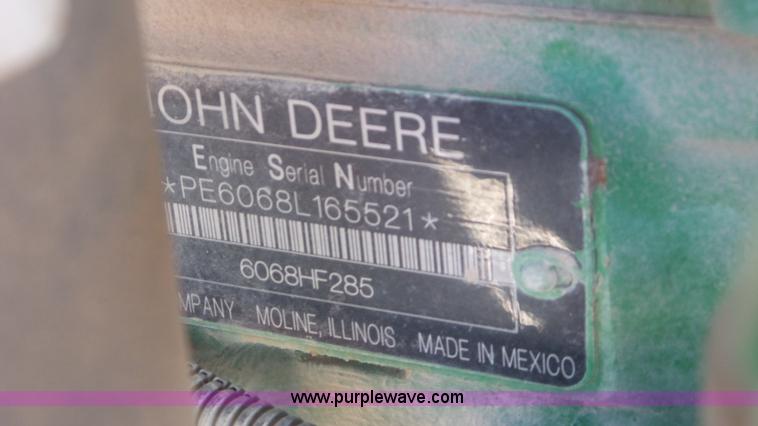 OHN DEERE
Engine Serial Number
*PE6068L165521*
6068HF285
MPANY MOLINE, ILLINOIS MADE IN MEXICO
www.purplewave.com